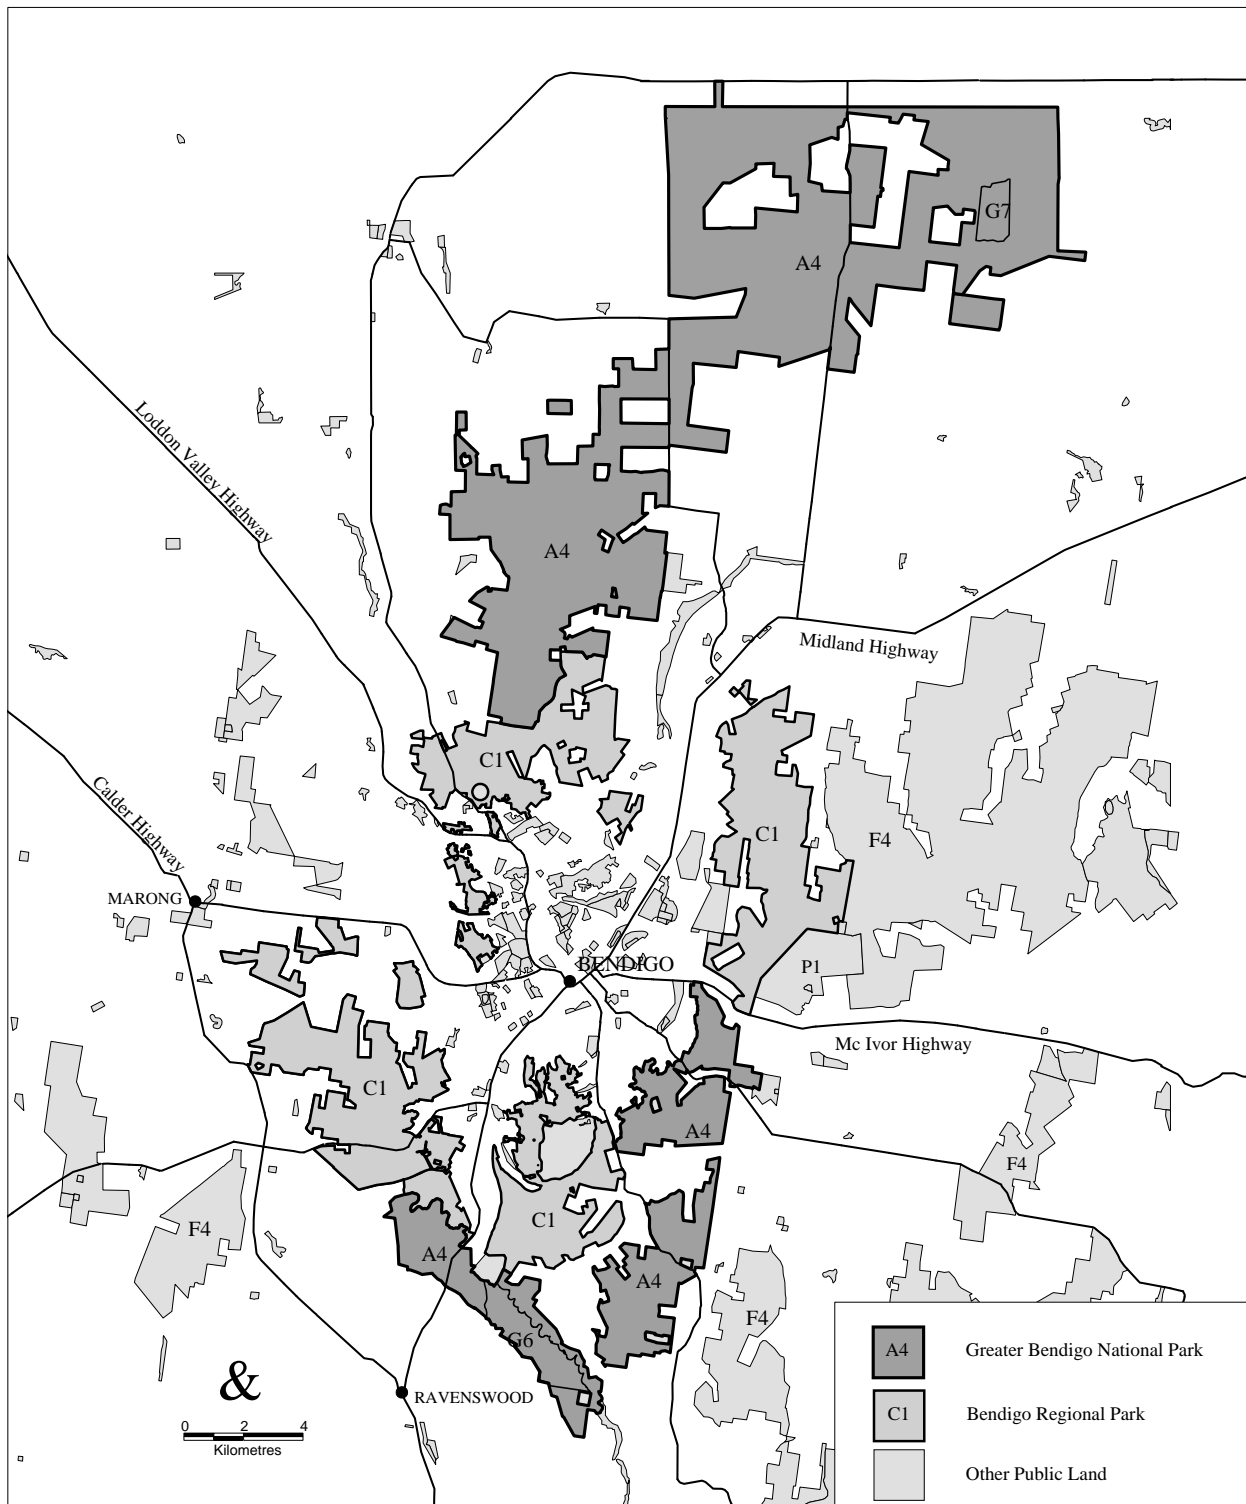 G7
A4
Loddon Valley Highway
A4
Midland Highway
C1
Calder Highway
C1
F4
MARONG
BENDIGO
P1
Mc Ivor Highway
C1
A4
F4
C1
F4
A4
A4
F4
G6
&
RAVENSWOOD
0 2 4
Kilometres
A4 Greater Bendigo National Park
C1 Bendigo Regional Park
Other Public Land